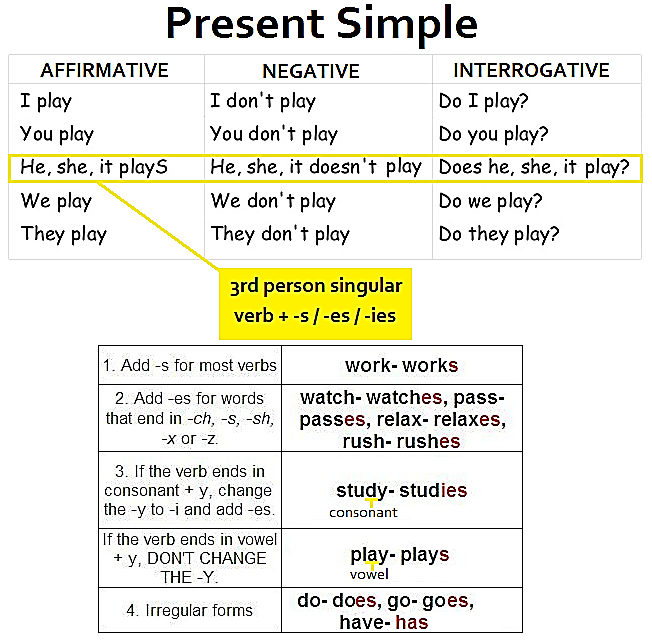 Present Simple
AFFIRMATIVE NEGATIVE INTERROGATIVE
I play I don't play Do I play?
You play You don't play Do you play?
He, she, it playS He, she, it doesn't play Does he, she, it play?
We play We don't play Do we play?
They play They don't play Do they play?
3rd person singular
verb + -s / -es / -ies
1. Add -s for most verbs
work- works
2. Add -es for words
that end in -ch, -s, -sh,
-x or -z.
watch- watches, pass-
passes, relax- relaxes,
rush- rushes
3. If the verb ends in
consonant + y, change
the -y to -i and add -es.
study- studies
consonant
If the verb ends in vowel
+ y, DON'T CHANGE
THE -Y.
play- plays
vowel
4. Irregular forms
do- does, go- goes,
have- has